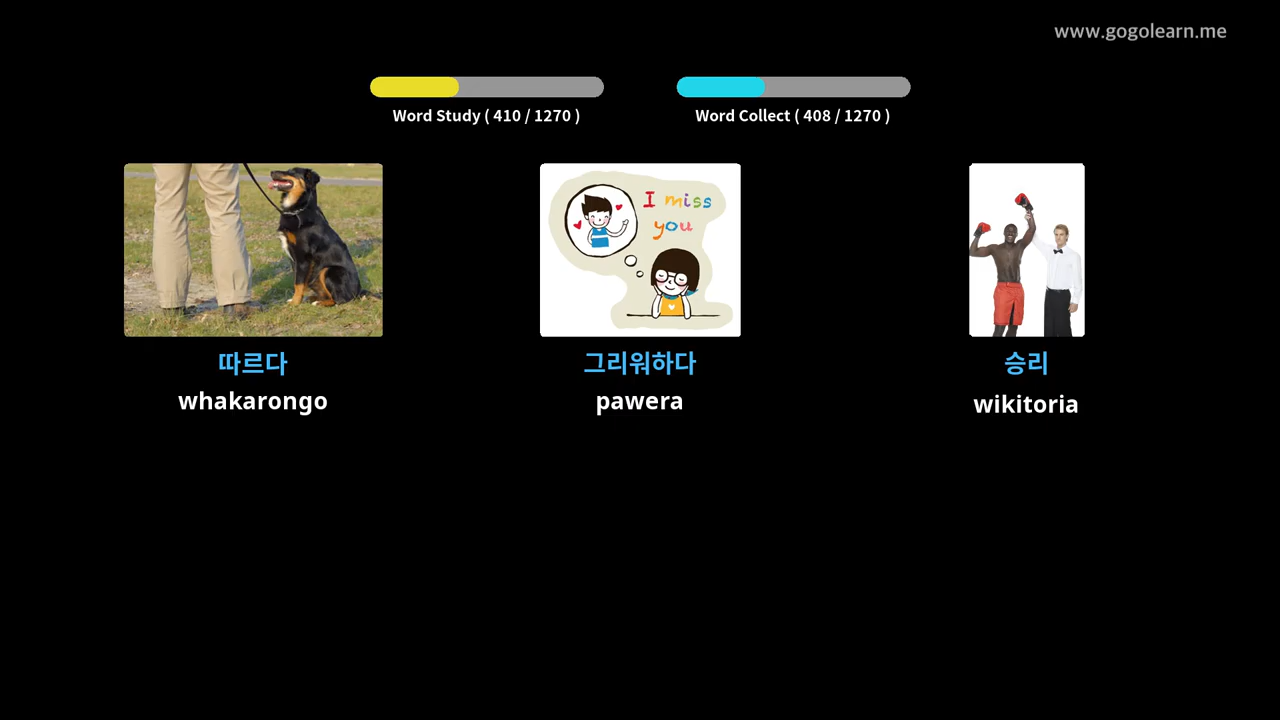 www.gogolearn.me
Word Study ( 410 / 1270 )
Word Collect ( 408 / 1270 )
I miss
you
따르다
그리워하다
승리
whakarongo
pawera
wikitoria